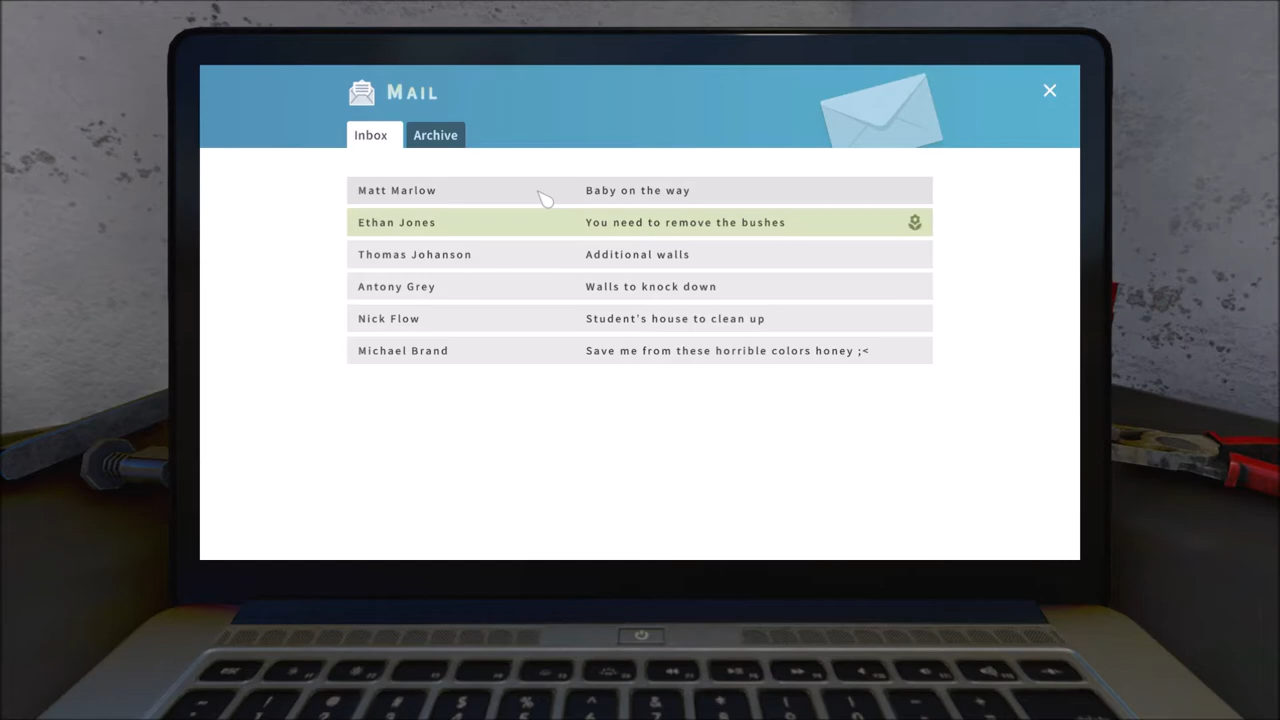 MAIL
Inbox Archive
Matt Marlow Baby on the way
Ethan Jones You need to remove the bushes
Thomas Johanson Additional walls
Antony Grey Walls to knock down
Nick Flow Student's house to clean up
Michael Brand Save me from these horrible colors honey ;<